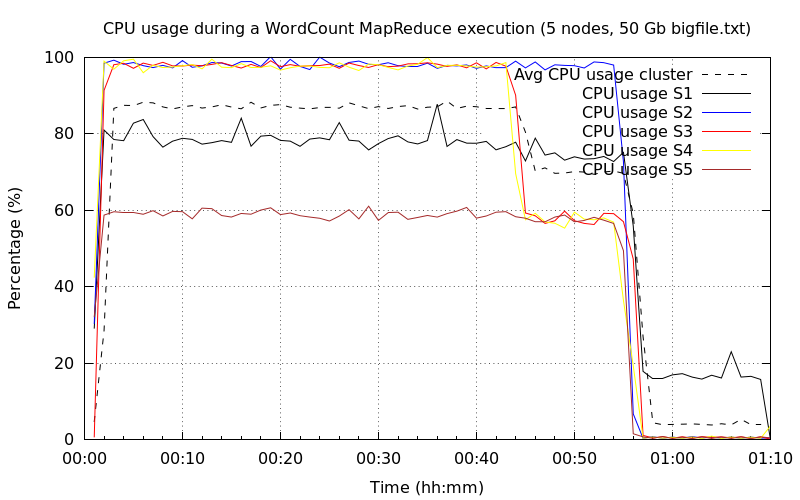 CPU usage during a WordCount MapReduce execution (5 nodes, 50 Gb bigfile.txt)
100
80
60
40
20
0
Percentage (%)
Avg CPU usage cluster
CPU usage S1
CPU usage S2
CPU usage S3
CPU usage S4
CPU usage S5
00:00 00:10 00:20 00:30 00:40 00:50 01:00 01:10
Time (hh:mm)